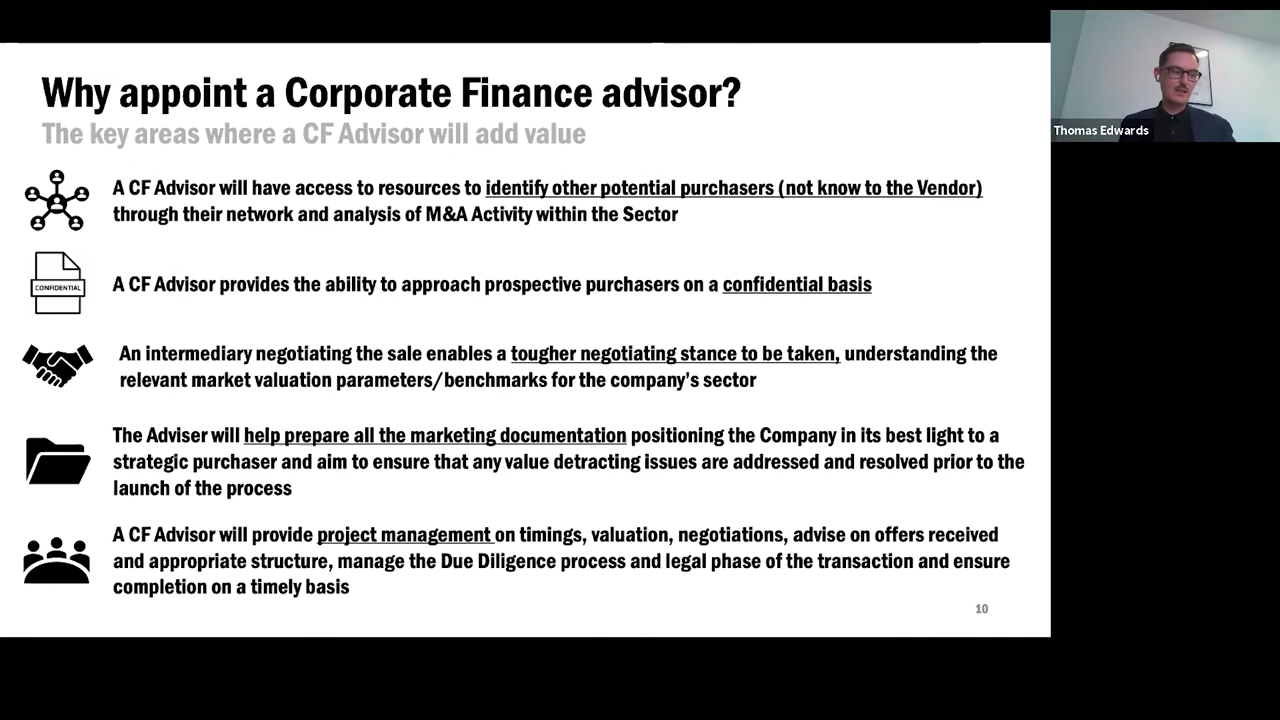 Why appoint a Corporate Finance advisor?
The key areas where a CF Advisor will add value
A CF Advisor will have access to resources to identify other potential purchasers (not know to the Vendor)
through their network and analysis of M&A Activity within the Sector
CONFIDENTIAL
A CF Advisor provides the ability to approach prospective purchasers on a confidential basis
An intermediary negotiating the sale enables a tougher negotiating stance to be taken, understanding the
relevant market valuation parameters/benchmarks for the company's sector
The Adviser will help prepare all the marketing documentation positioning the Company in its best light to a
strategic purchaser and aim to ensure that any value detracting issues are addressed and resolved prior to the
launch of the process
A CF Advisor will provide project management on timings, valuation, negotiations, advise on offers received
and appropriate structure, manage the Due Diligence process and legal phase of the transaction and ensure
completion on a timely basis
10
Thomas Edwards